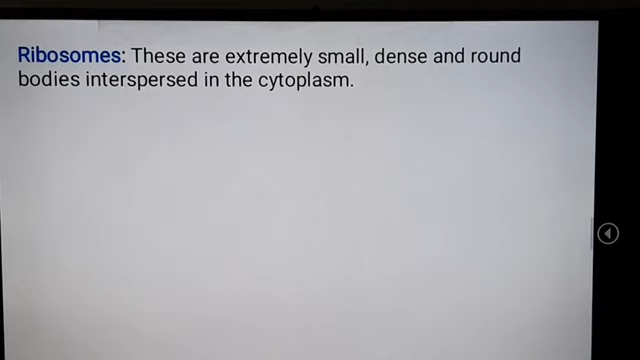 Ribosomes: These are extremely small, dense and round
bodies interspersed in the cytoplasm.